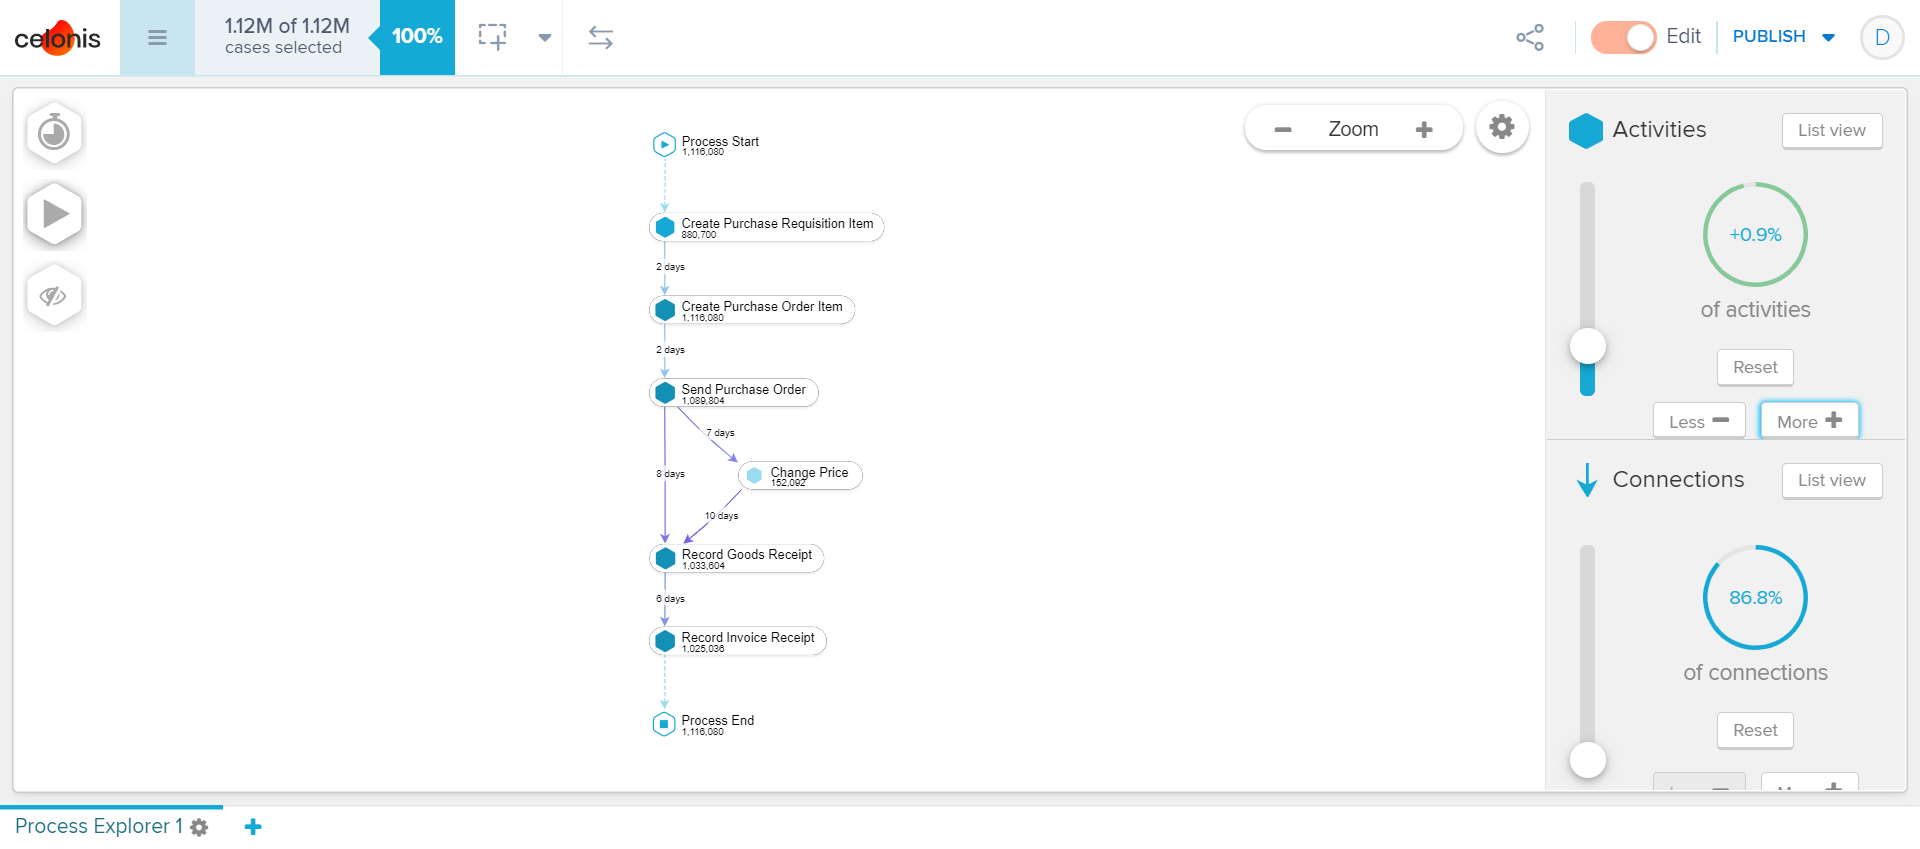 celonis
1.12M of 1.12M
cases selected
100%
Edit
PUBLISH
D
Zoom
Process Start
1,116,080
Create Purchase Requisition Item
880,700
2 days
Create Purchase Order Item
1,116,080
2 days
Send Purchase Order
1,089,804
7 days
8 days
Change Price
152,092
10 days
Record Goods Receipt
1,033,604
6 days
Record Invoice Receipt
1,025,036
Process End
1,116,080
Activities
List view
+0.9%
of activities
Reset
Less
More
Connections
List view
86.8%
of connections
Reset
Process Explorer 1